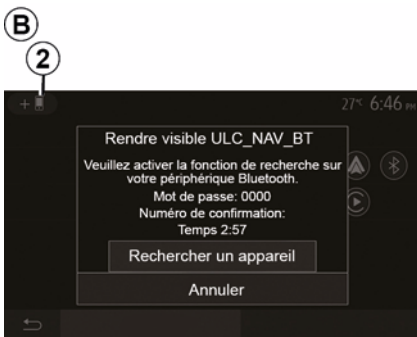 B
2
27°c 6:46 PM
Rendre visible ULC_NAV_BT
Veuillez activer la fonction de recherche sur
votre périphérique Bluetooth.
Mot de passe: 0000
Numéro de confirmation:
Temps 2:57
Rechercher un appareil
Annuler